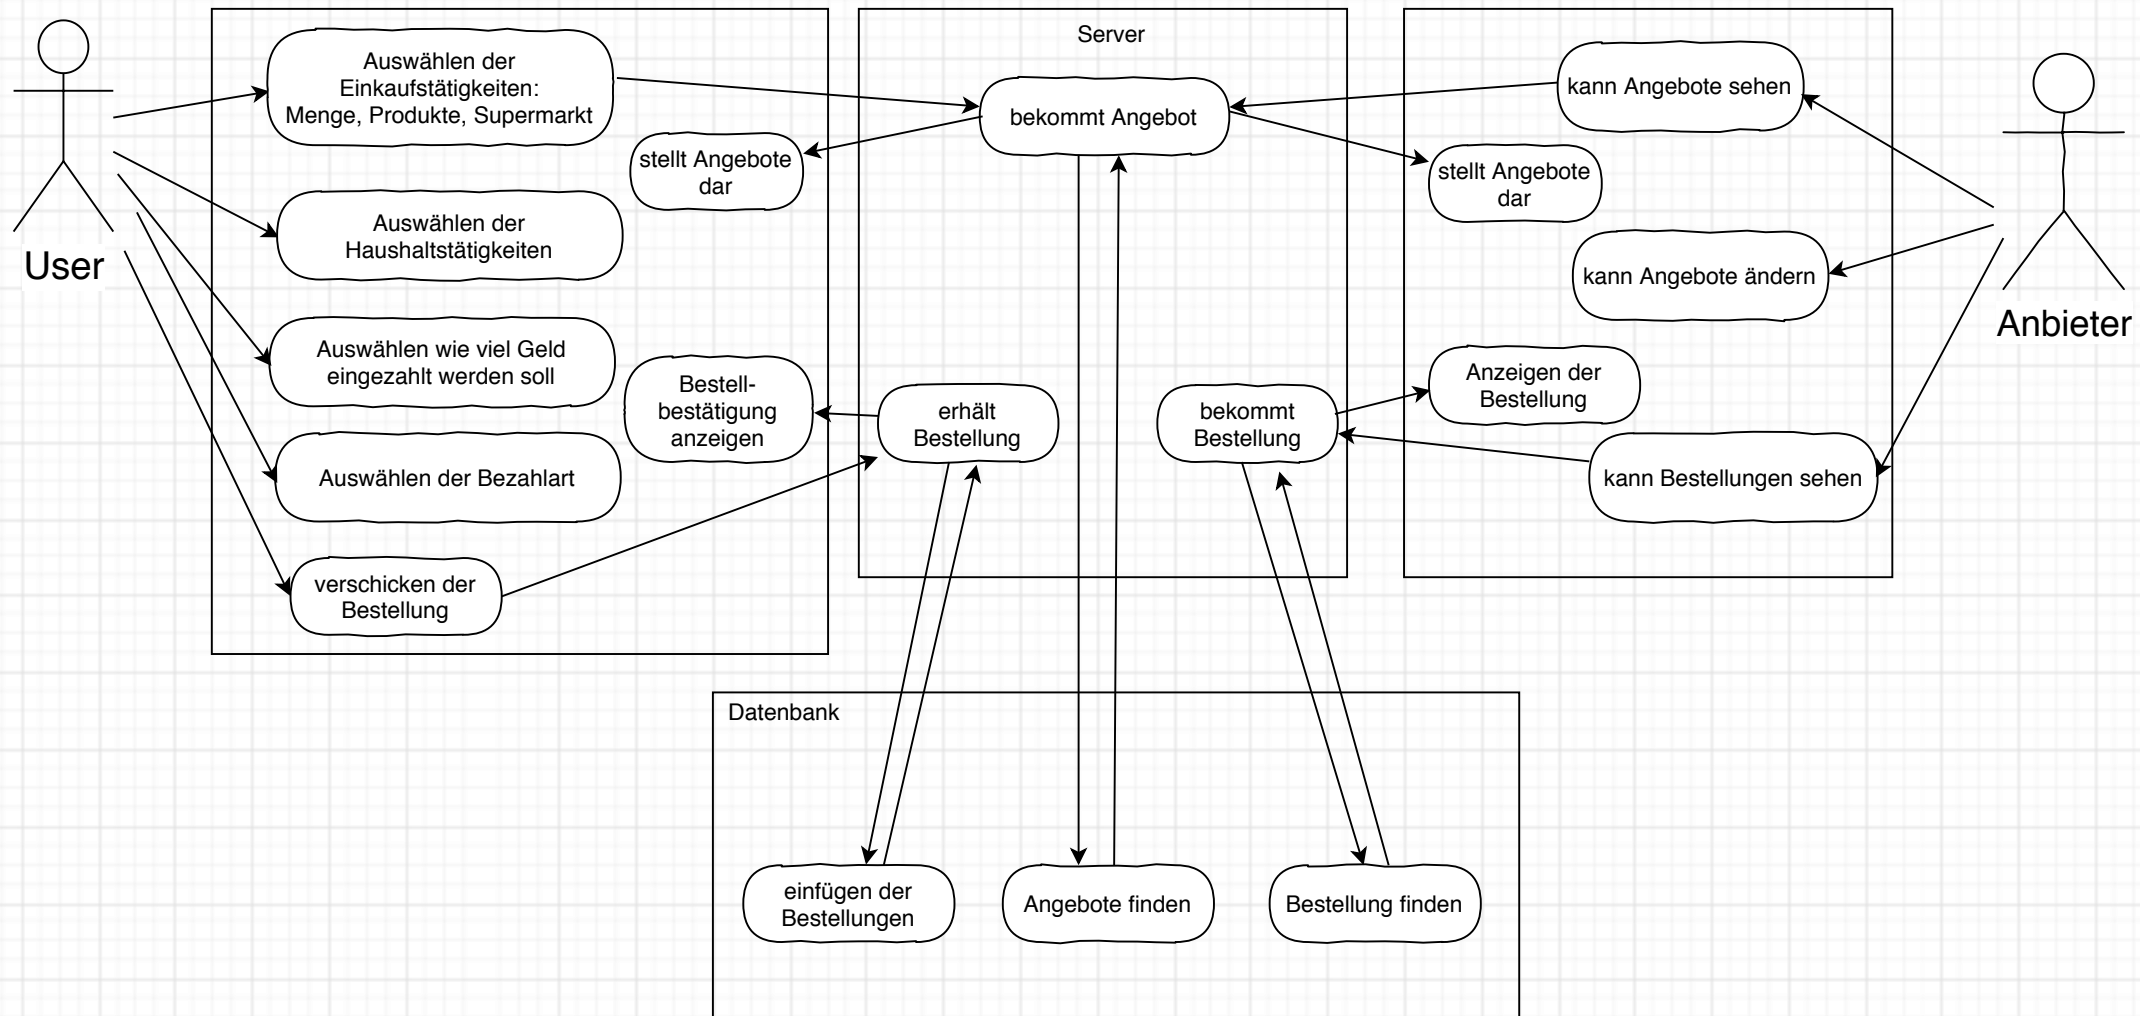 User
Auswählen der
Einkaufstätigkeiten:
Menge, Produkte, Supermarkt
stellt Angebote
dar
Auswählen der
Haushaltstätigkeiten
Auswählen wie viel Geld
eingezahlt werden soll
Bestell-
bestätigung
anzeigen
Auswählen der Bezahlart
verschicken der
Bestellung
Server
bekommt Angebot
erhält
Bestellung
bekommt
Bestellung
kann Angebote sehen
stellt Angebote
dar
kann Angebote ändern
Anzeigen der
Bestellung
kann Bestellungen sehen
Anbieter
Datenbank
einfügen der
Bestellungen
Angebote finden
Bestellung finden